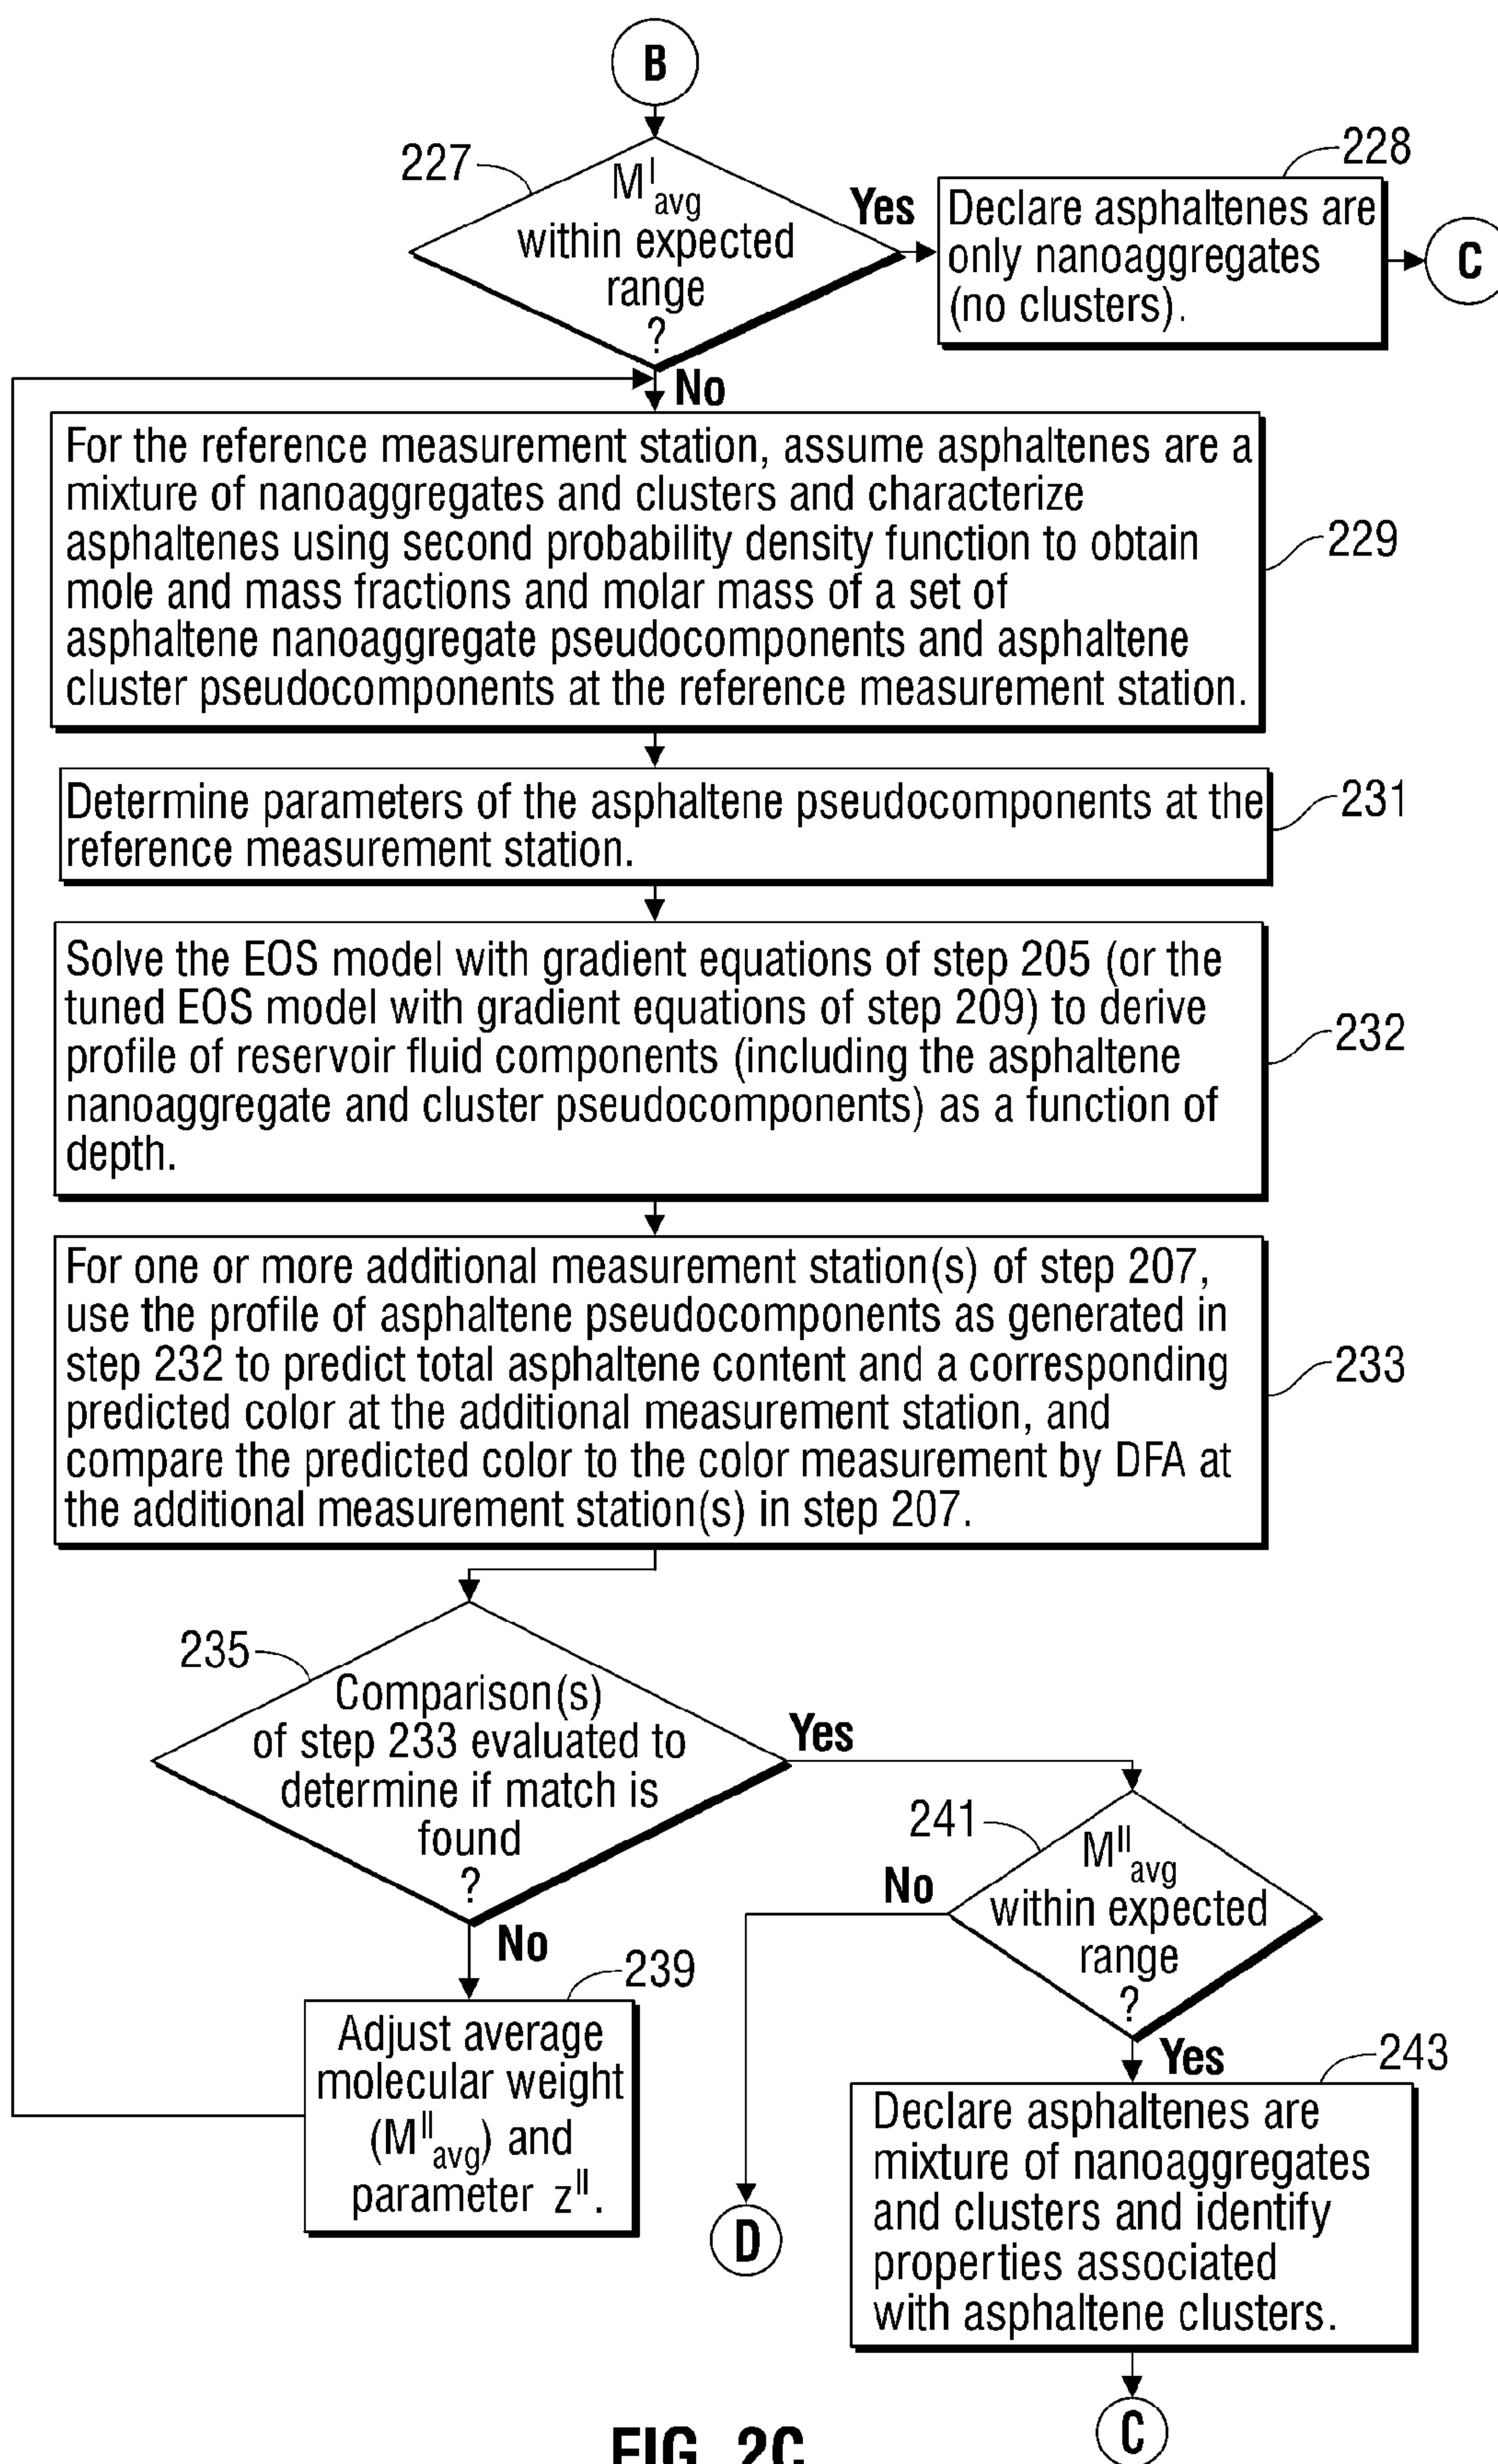 B
227
M^I_avg
within expected
range
?
Yes
228
Declare asphaltenes are
only nanoaggregates
(no clusters).
C
No
For the reference measurement station, assume asphaltenes are a
mixture of nanoaggregates and clusters and characterize
asphaltenes using second probability density function to obtain
mole and mass fractions and molar mass of a set of
asphaltene nanoaggregate pseudocomponents and asphaltene
cluster pseudocomponents at the reference measurement station.
229
Determine parameters of the asphaltene pseudocomponents at the
reference measurement station.
231
Solve the EOS model with gradient equations of step 205 (or the
tuned EOS model with gradient equations of step 209) to derive
profile of reservoir fluid components (including the asphaltene
nanoaggregate and cluster pseudocomponents) as a function of
depth.
232
For one or more additional measurement station(s) of step 207,
use the profile of asphaltene pseudocomponents as generated in
step 232 to predict total asphaltene content and a corresponding
predicted color at the additional measurement station, and
compare the predicted color to the color measurement by DFA at
the additional measurement station(s) in step 207.
233
235
Comparison(s)
of step 233 evaluated to
determine if match is
found
?
Yes
No
241
M^II_avg
within expected
range
?
No
Yes
239
Adjust average
molecular weight
(M^II_avg) and
parameter z^II.
D
243
Declare asphaltenes are
mixture of nanoaggregates
and clusters and identify
properties associated
with asphaltene clusters.
C
FIG. 2C